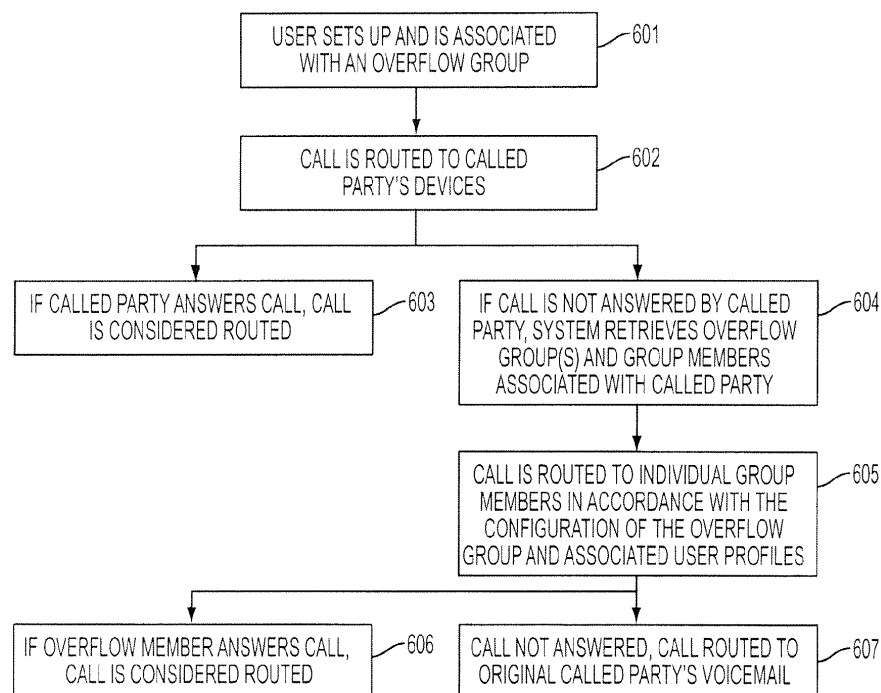 USER SETS UP AND IS ASSOCIATED
WITH AN OVERFLOW GROUP
601
CALL IS ROUTED TO CALLED
PARTY'S DEVICES
602
IF CALLED PARTY ANSWERS CALL, CALL
IS CONSIDERED ROUTED
603
IF CALL IS NOT ANSWERED BY CALLED
PARTY, SYSTEM RETRIEVES OVERFLOW
GROUP(S) AND GROUP MEMBERS
ASSOCIATED WITH CALLED PARTY
604
CALL IS ROUTED TO INDIVIDUAL GROUP
MEMBERS IN ACCORDANCE WITH THE
CONFIGURATION OF THE OVERFLOW
GROUP AND ASSOCIATED USER PROFILES
605
IF OVERFLOW MEMBER ANSWERS CALL,
CALL IS CONSIDERED ROUTED
606
CALL NOT ANSWERED, CALL ROUTED TO
ORIGINAL CALLED PARTY'S VOICEMAIL
607